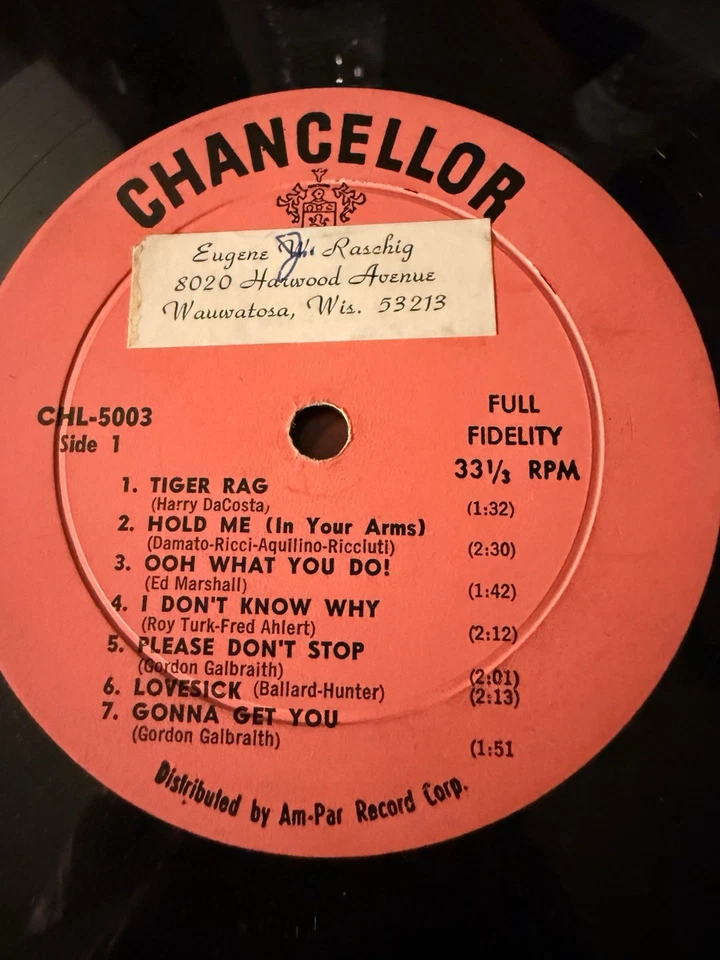 CHANCELLOR
Eugene W. Raschig
8020 Harwood Avenue
Wauwatosa, Wis. 53213
CHL-5003
Side 1
FULL
FIDELITY
33 1/3 RPM
1. TIGER RAG
(Harry DaCosta)
(1:32)
2. HOLD ME (In Your Arms)
(Damato-Ricci-Aquilino-Ricciuti)
(2:30)
3. OOH WHAT YOU DO!
(Ed Marshall)
(1:42)
4. I DON'T KNOW WHY
(Roy Turk-Fred Ahlert)
(2:12)
5. PLEASE DON'T STOP
(Gordon Galbraith)
(2:01)
6. LOVESICK (Ballard-Hunter)
(2:13)
7. GONNA GET YOU
(Gordon Galbraith)
(1:51
Distributed by Am-Par Record Corp.